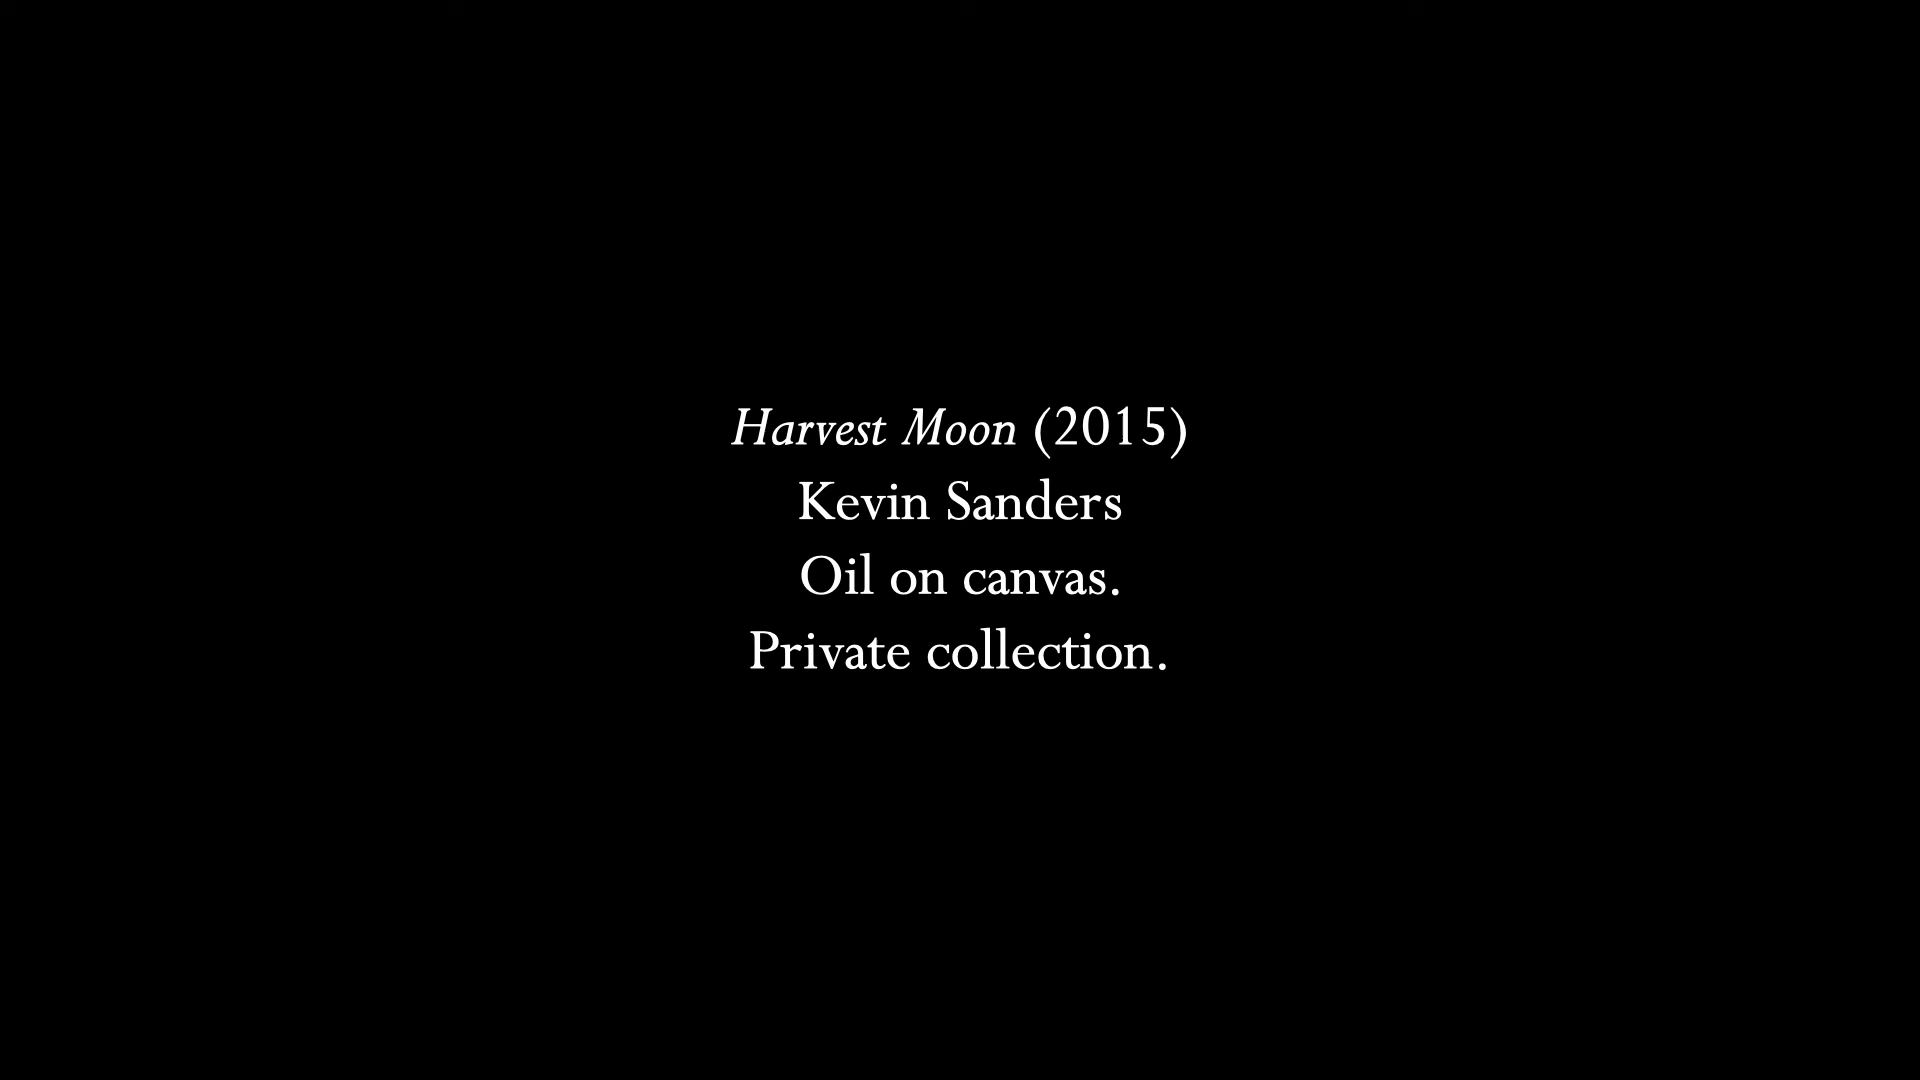 Harvest Moon (2015)
Kevin Sanders
Oil on canvas.
Private collection.